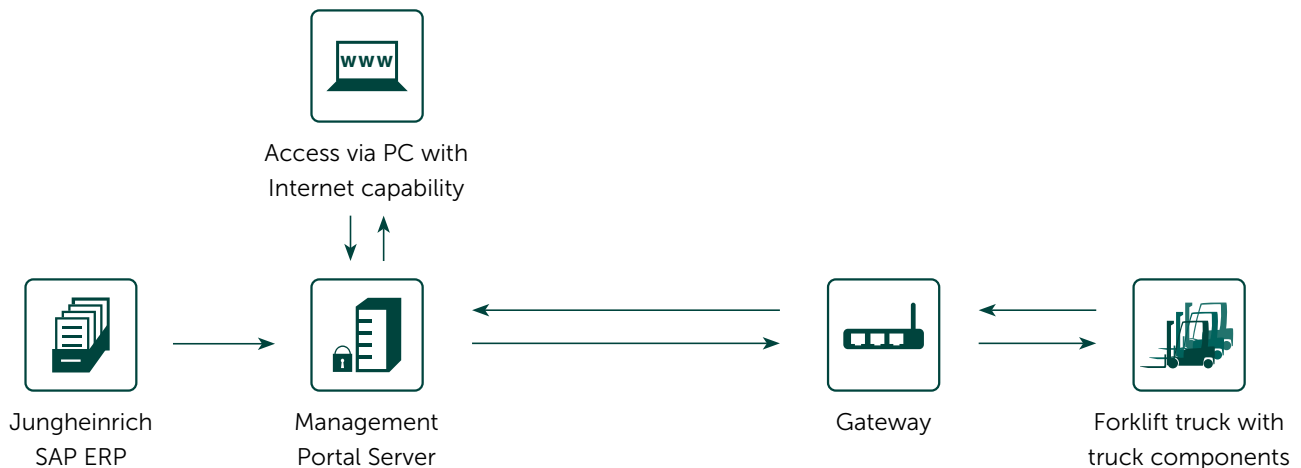 www
Access via PC with
Internet capability
Jungheinrich
SAP ERP
Management
Portal Server
Gateway
Forklift truck with
truck components